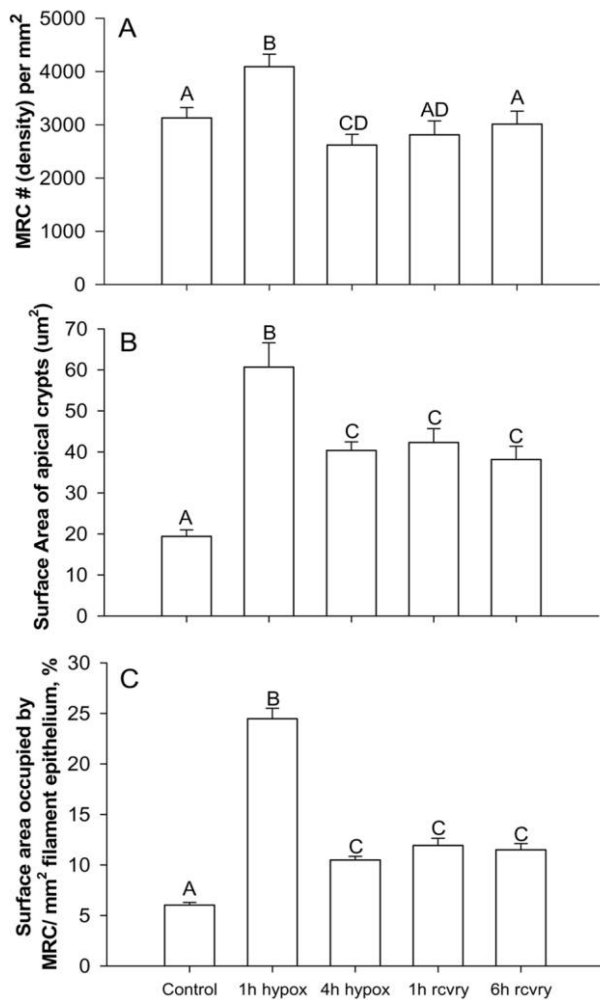 A
MRC # (density) per mm²
5000
4000
3000
2000
1000
0
A
B
CD
AD
A
B
Surface Area of apical crypts (um²)
70
60
50
40
30
20
10
0
A
B
C
C
C
C
Surface area occupied by
MRC/ mm² filament epithelium, %
30
25
20
15
10
5
0
A
B
C
C
C
Control 1h hypox 4h hypox 1h rcvry 6h rcvry